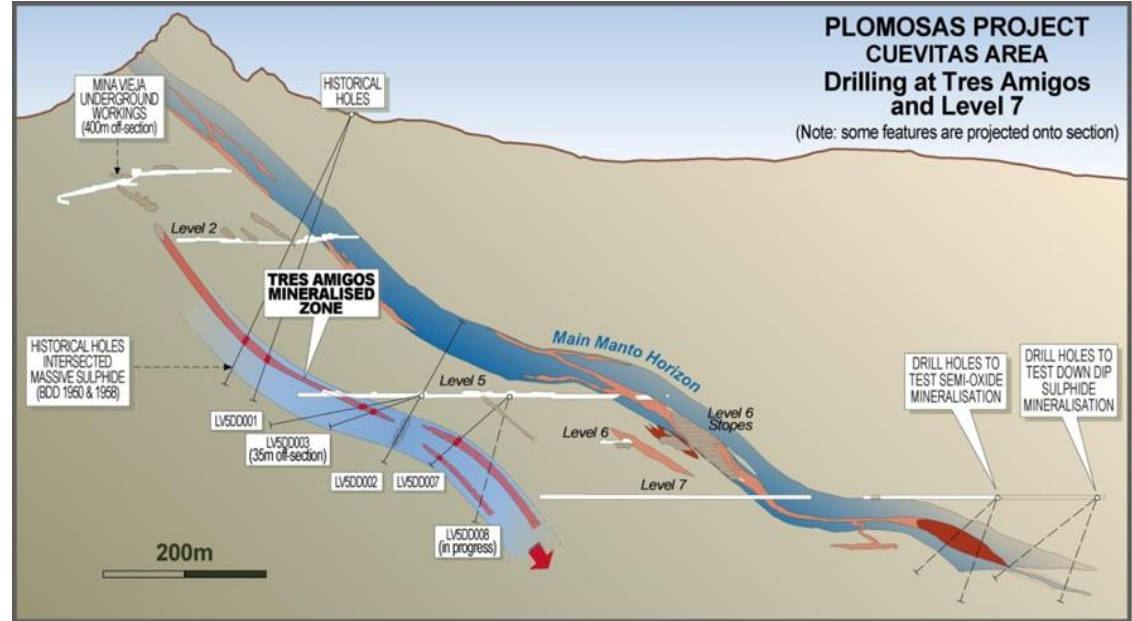 PLOMOSAS PROJECT
CUEVITAS AREA
Drilling at Tres Amigos
and Level 7
(Note: some features are projected onto section)
MINA VIEJA
UNDERGROUND
WORKINGS
(400m off-section)
HISTORICAL
HOLES
Level 2
TRES AMIGOS
MINERALISED
ZONE
HISTORICAL HOLES
INTERSECTED
MASSIVE SULPHIDE
(BDD 1950 & 1958)
Main Manto Horizon
DRILL HOLES TO
TEST SEMI-OXIDE
MINERALISATION
DRILL HOLES TO
TEST DOWN DIP
SULPHIDE
MINERALISATION
Level 5
LV5DD001
LV5DD003
(35m off-section)
LV5DD002
LV5DD007
LV5DD008
(in progress)
Level 6
Level 6
Stopes
Level 7
200m